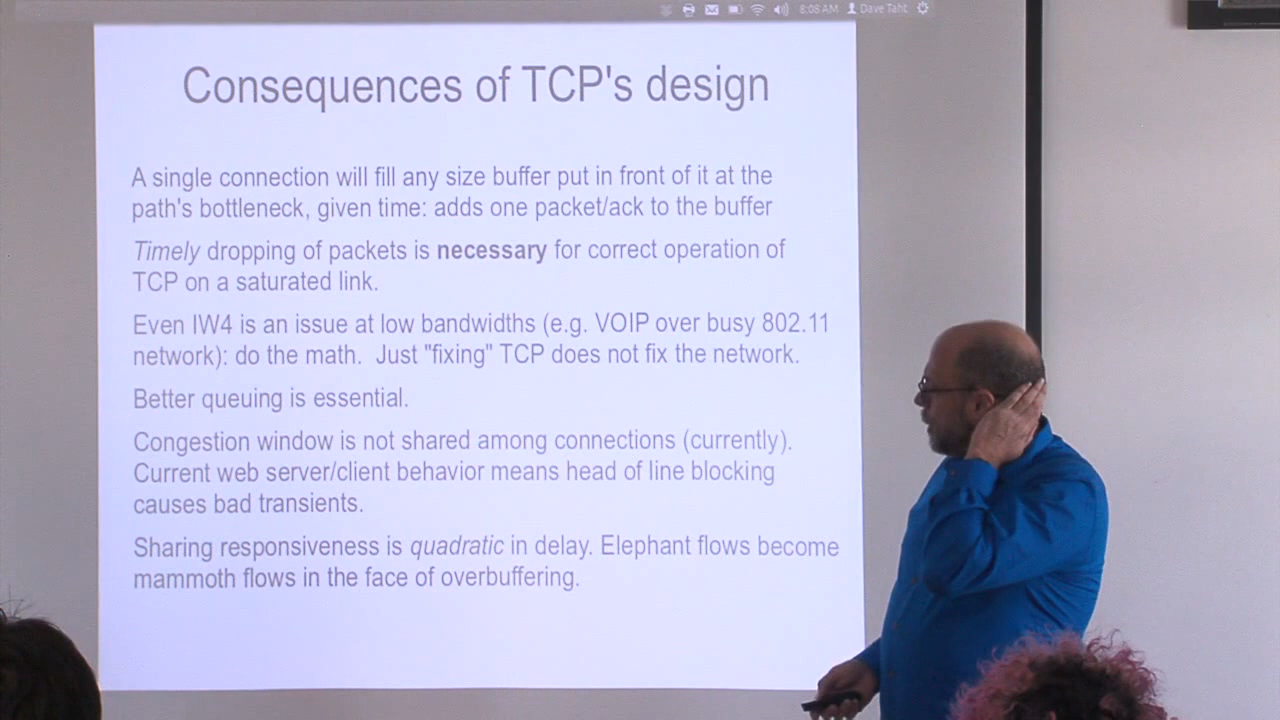 8:08 AM Dave Taht
Consequences of TCP's design
A single connection will fill any size buffer put in front of it at the
path's bottleneck, given time: adds one packet/ack to the buffer
Timely dropping of packets is necessary for correct operation of
TCP on a saturated link.
Even IW4 is an issue at low bandwidths (e.g. VOIP over busy 802.11
network): do the math. Just "fixing" TCP does not fix the network.
Better queuing is essential.
Congestion window is not shared among connections (currently).
Current web server/client behavior means head of line blocking
causes bad transients.
Sharing responsiveness is quadratic in delay. Elephant flows become
mammoth flows in the face of overbuffering.